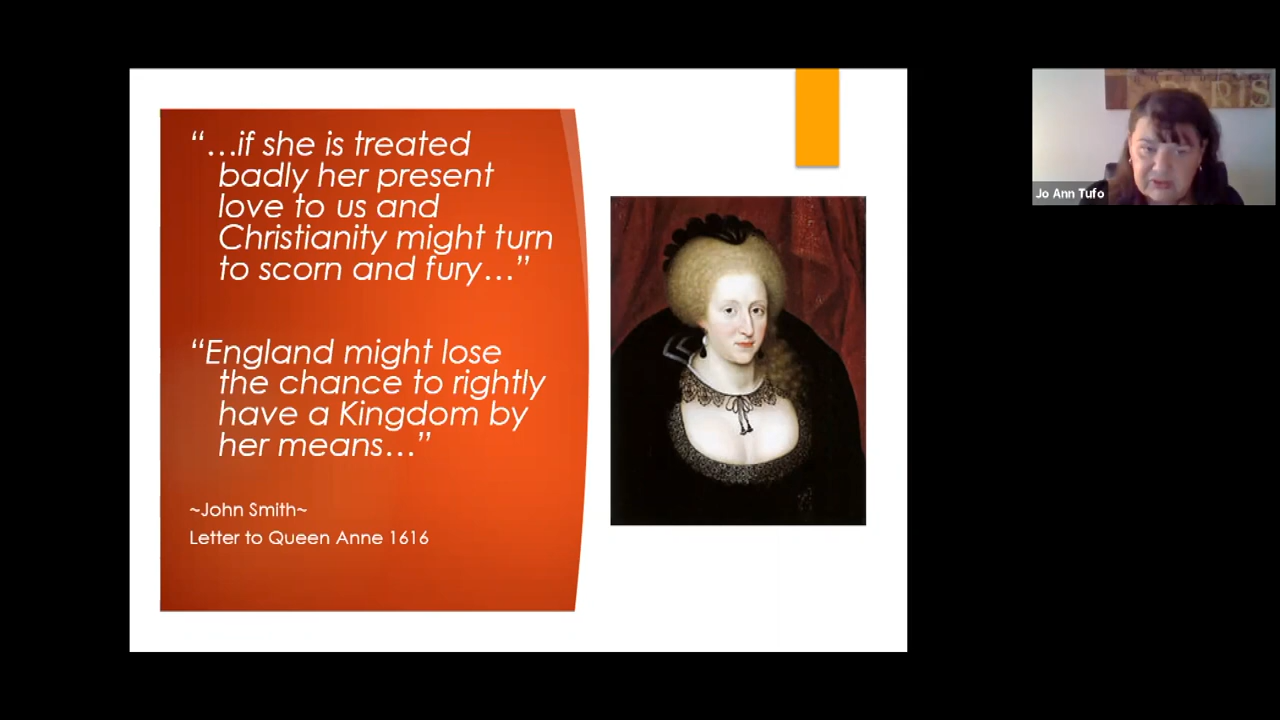 “…if she is treated
badly her present
love to us and
Christianity might turn
to scorn and fury…”
“England might lose
the chance to rightly
have a Kingdom by
her means…”
~John Smith~
Letter to Queen Anne 1616
PARIS
Jo Ann Tufo